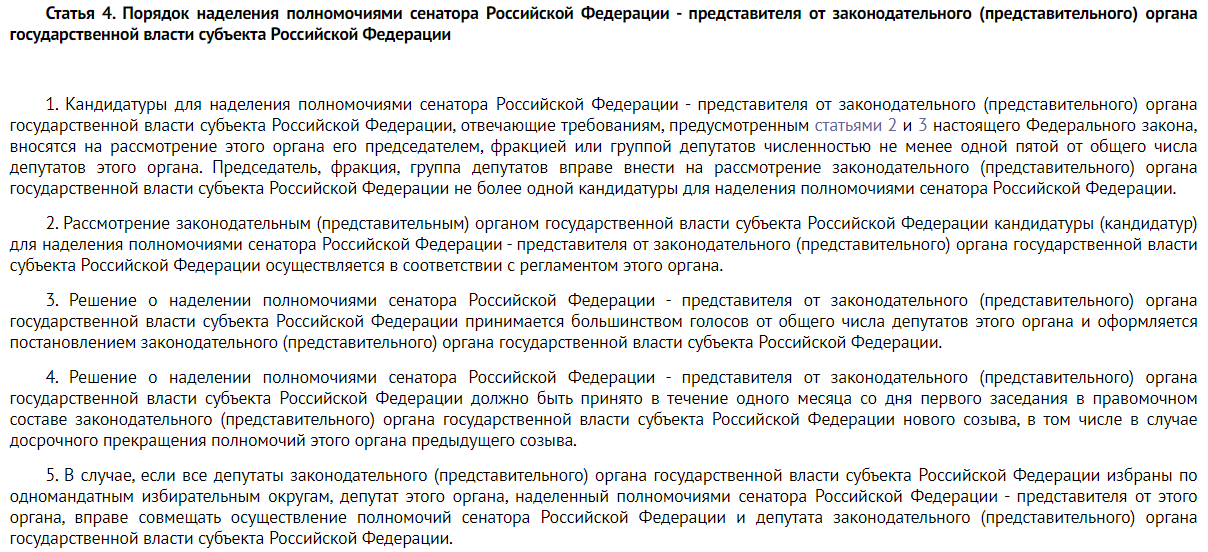 Статья 4. Порядок наделения полномочиями сенатора Российской Федерации - представителя от законодательного (представительного) органа
государственной власти субъекта Российской Федерации
1. Кандидатуры для наделения полномочиями сенатора Российской Федерации - представителя от законодательного (представительного) органа
государственной власти субъекта Российской Федерации, отвечающие требованиям, предусмотренным статьями 2 и 3 настоящего Федерального закона,
вносятся на рассмотрение этого органа его председателем, фракцией или группой депутатов численностью не менее одной пятой от общего числа
депутатов этого органа. Председатель, фракция, группа депутатов вправе внести на рассмотрение законодательного (представительного) органа
государственной власти субъекта Российской Федерации не более одной кандидатуры для наделения полномочиями сенатора Российской Федерации.
2. Рассмотрение законодательным (представительным) органом государственной власти субъекта Российской Федерации кандидатуры (кандидатур)
для наделения полномочиями сенатора Российской Федерации - представителя от законодательного (представительного) органа государственной власти
субъекта Российской Федерации осуществляется в соответствии с регламентом этого органа.
3. Решение о наделении полномочиями сенатора Российской Федерации - представителя от законодательного (представительного) органа
государственной власти субъекта Российской Федерации принимается большинством голосов от общего числа депутатов этого органа и оформляется
постановлением законодательного (представительного) органа государственной власти субъекта Российской Федерации.
4. Решение о наделении полномочиями сенатора Российской Федерации - представителя от законодательного (представительного) органа
государственной власти субъекта Российской Федерации должно быть принято в течение одного месяца со дня первого заседания в правомочном
составе законодательного (представительного) органа государственной власти субъекта Российской Федерации нового созыва, в том числе в случае
досрочного прекращения полномочий этого органа предыдущего созыва.
5. В случае, если все депутаты законодательного (представительного) органа государственной власти субъекта Российской Федерации избраны по
одномандатным избирательным округам, депутат этого органа, наделенный полномочиями сенатора Российской Федерации - представителя от этого
органа, вправе совмещать осуществление полномочий сенатора Российской Федерации и депутата законодательного (представительного) органа
государственной власти субъекта Российской Федерации.